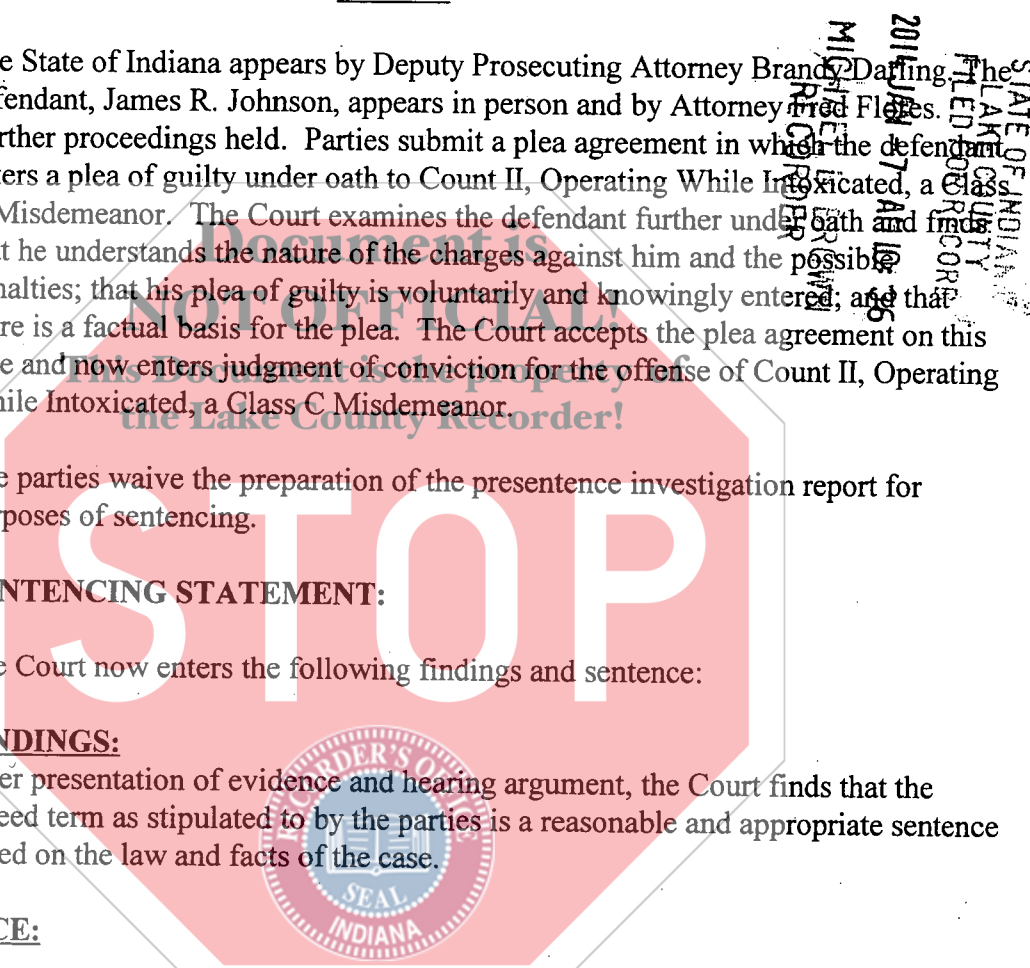 e State of Indiana appears by Deputy Prosecuting Attorney Brandy Darling. The
fendant, James R. Johnson, appears in person and by Attorney Fred Flores.
rther proceedings held. Parties submit a plea agreement in which the defendant
ers a plea of guilty under oath to Count II, Operating While Intoxicated, a Class
Misdemeanor. The Court examines the defendant further under oath and finds
t he understands the nature of the charges against him and the possible
nalties; that his plea of guilty is voluntarily and knowingly entered; and that
re is a factual basis for the plea. The Court accepts the plea agreement on this
e and now enters judgment of conviction for the offense of Count II, Operating
hile Intoxicated, a Class C Misdemeanor.
e parties waive the preparation of the presentence investigation report for
poses of sentencing.
NTENCING STATEMENT:
e Court now enters the following findings and sentence:
NDINGS:
er presentation of evidence and hearing argument, the Court finds that the
eed term as stipulated to by the parties is a reasonable and appropriate sentence
ed on the law and facts of the case.
CE:
Document is
NOT OFFICIAL!
This Document is the property of
the Lake County Recorder!
STOP
RECORDER'S OFFICE
SEAL
INDIANA
STATE OF INDIANA
LAKE COUNTY
FILED FOR RECORD
RECORDER